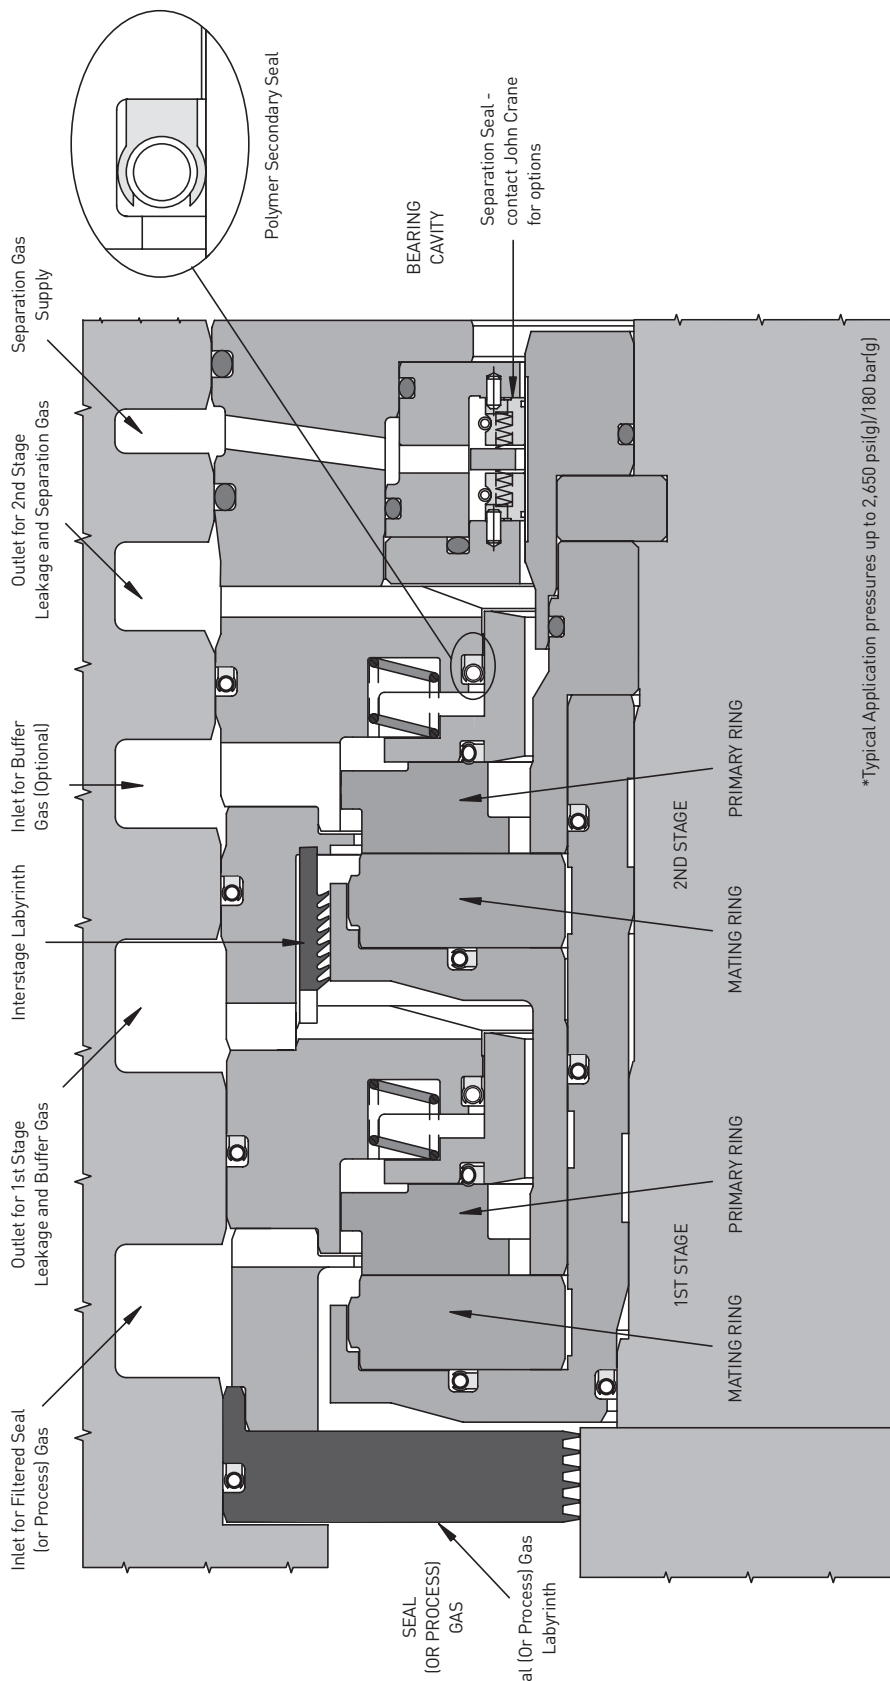 Inlet for Filtered Seal
(or Process) Gas
Outlet for 1st Stage
Leakage and Buffer Gas
Interstage Labyrinth
Inlet for Buffer
Gas (Optional)
Outlet for 2nd Stage
Leakage and Separation Gas
Separation Gas
Supply
Polymer Secondary Seal
BEARING
CAVITY
Separation Seal -
contact John Crane
for options
SEAL
(OR PROCESS)
GAS
al (Or Process) Gas
Labyrinth
1ST STAGE
2ND STAGE
MATING RING
PRIMARY RING
MATING RING
PRIMARY RING
*Typical Application pressures up to 2,650 psi(g)/180 bar(g)